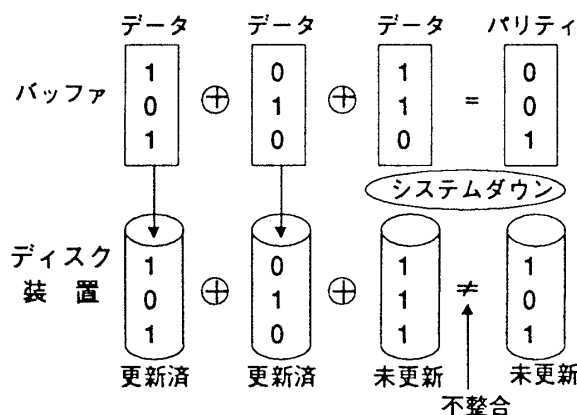 データ データ データ パリティ
バッファ
1 0 1 0
0 ⊕ 1 ⊕ 1 = 0
1 0 0 1
システムダウン
ディスク
装置
1 0 1 1
0 ⊕ 1 ⊕ 1 ≠ 0
1 0 1 1
更新済 更新済 未更新 未更新
不整合